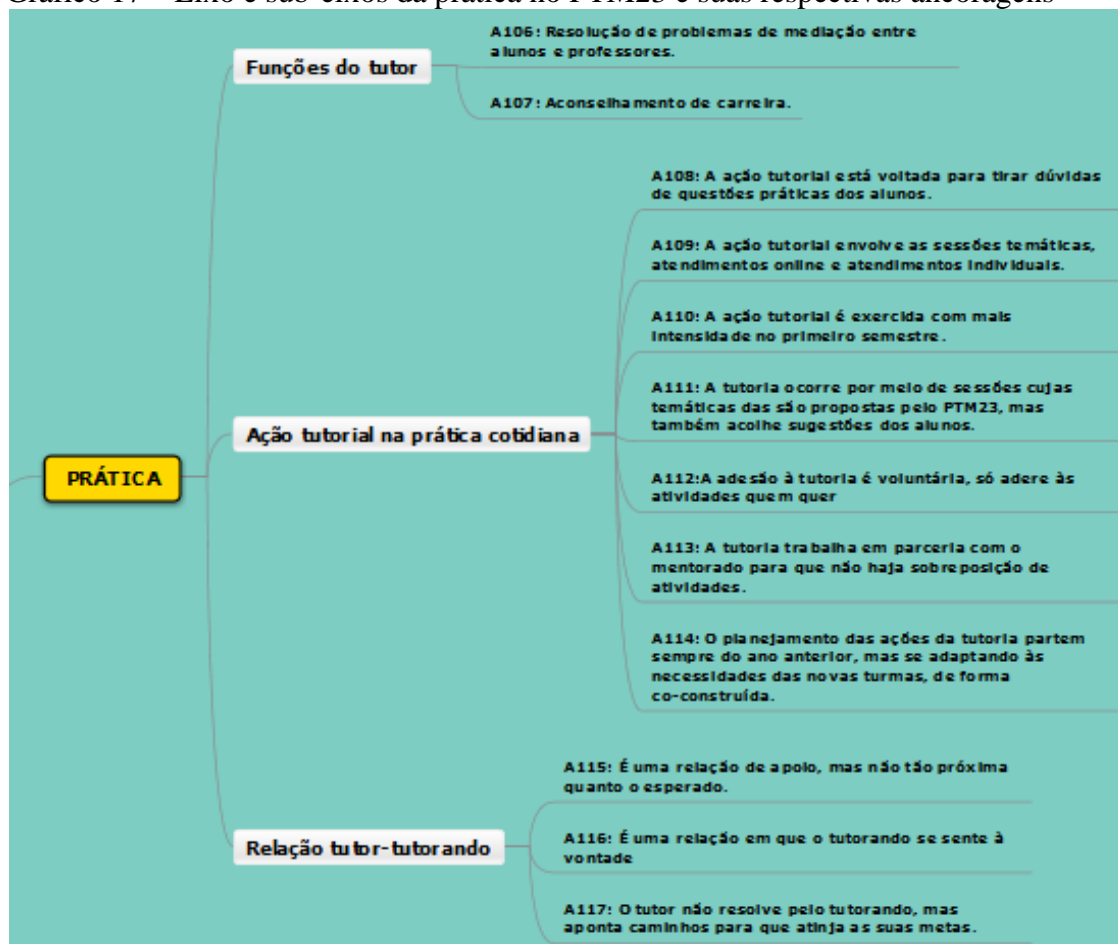 Gráfico 17 – Eixo e sub-eixos da prática no PTM23 e suas respectivas ancoragens
A106: Resolução de problemas de mediação entre
alunos e professores.
Funções do tutor
A107: Aconselhamento de carreira.
A108: A ação tutorial está voltada para tirar dúvidas
de questões práticas dos alunos.
A109: A ação tutorial envolve as sessões temáticas,
atendimentos online e atendimentos individuais.
A110: A ação tutorial é exercida com mais
intensidade no primeiro semestre.
A111: A tutoria ocorre por meio de sessões cujas
temáticas das são propostas pelo PTM23, mas
também acolhe sugestões dos alunos.
Ação tutorial na prática cotidiana
PRÁTICA
A112:A adesão à tutoria é voluntária, só adere às
atividades quem quer
A113: A tutoria trabalha em parceria com o
mentorado para que não haja sobreposição de
atividades.
A114: O planejamento das ações da tutoria partem
sempre do ano anterior, mas se adaptando às
necessidades das novas turmas, de forma
co-construída.
A115: É uma relação de apoio, mas não tão próxima
quanto o esperado.
Relação tutor-tutorando
A116: É uma relação em que o tutorando se sente à
vontade
A117: O tutor não resolve pelo tutorando, mas
aponta caminhos para que atinja as suas metas.